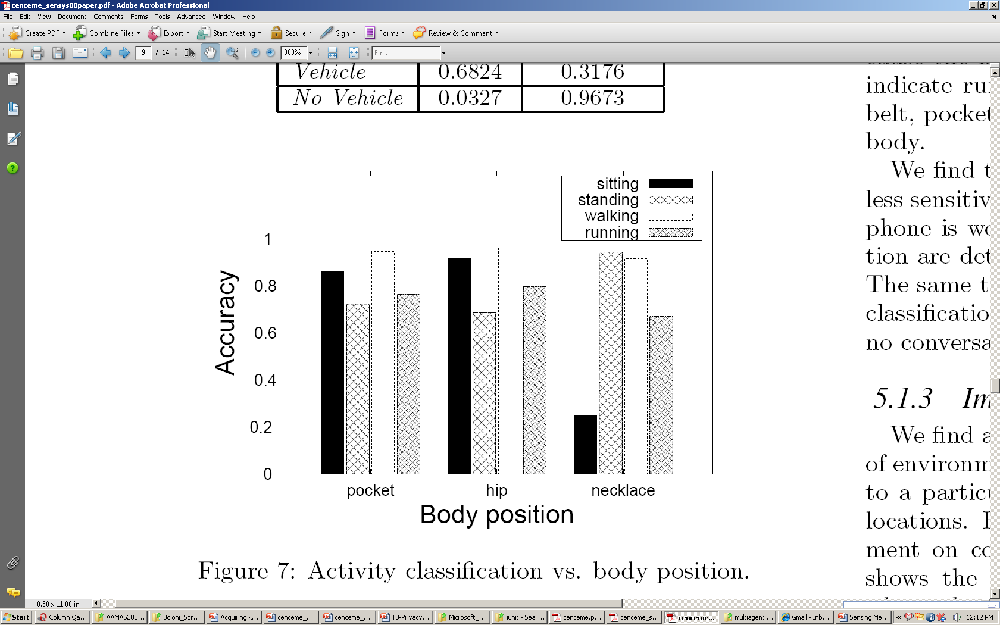 cenceme_sensys08paper.pdf - Adobe Acrobat Professional
File Edit View Document Comments Forms Tools Advanced Window Help
Create PDF Combine Files Export Start Meeting Secure Sign Forms Review & Comment
9 / 14 300% Find
Vehicle 0.6824 0.3176
No Vehicle 0.0327 0.9673
sitting
standing
walking
running
1
0.8
0.6
0.4
0.2
0
Accuracy
pocket hip necklace
Body position
Figure 7: Activity classification vs. body position.
indicate ru
belt, pocket
body.
We find t
less sensitiv
phone is wo
tion are det
The same t
classificatio
no conversa
5.1.3 Im
We find a
of environm
to a particu
locations. F
ment on co
shows the
8.50 x 11.00 in
Start Column Qa... AAMAS200... Boloni_Spr... Acquiring k... cenceme_... cenceme_... T3-Privacy... Microsoft_... junit - Sear... cenceme.p... cenceme_s... cenceme... multiagent ... Gmail - Inb... Sensing Me... « 12:12 PM